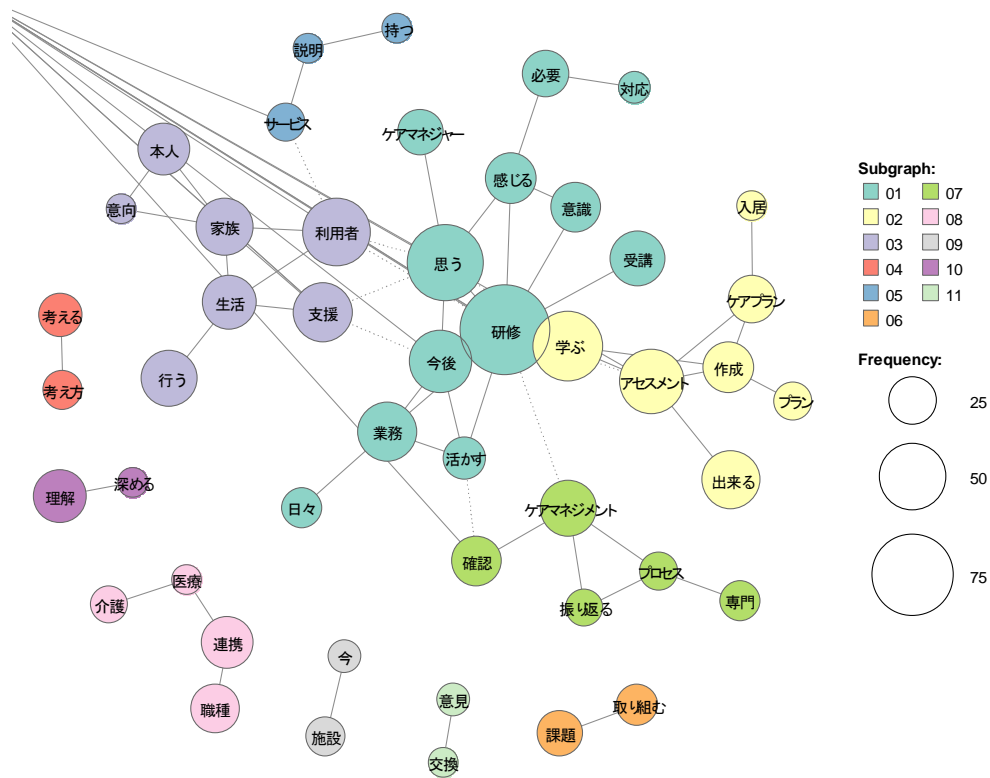 持つ
説明
必要
対応
サービス
ケアマネジャー
本人
感じる
意識
入居
意向
家族
利用者
思う
受講
生活
支援
研修
ケアプラン
考える
今後
学ぶ
作成
行う
アセスメント
考え方
プラン
業務
活かす
出来る
理解
深める
日々
ケアマネジメント
確認
プロセス
医療
介護
振り返る
専門
連携
今
職種
意見
取り組む
施設
課題
交換
Subgraph:
01 07
02 08
03 09
04 10
05 11
06
Frequency:
25
50
75